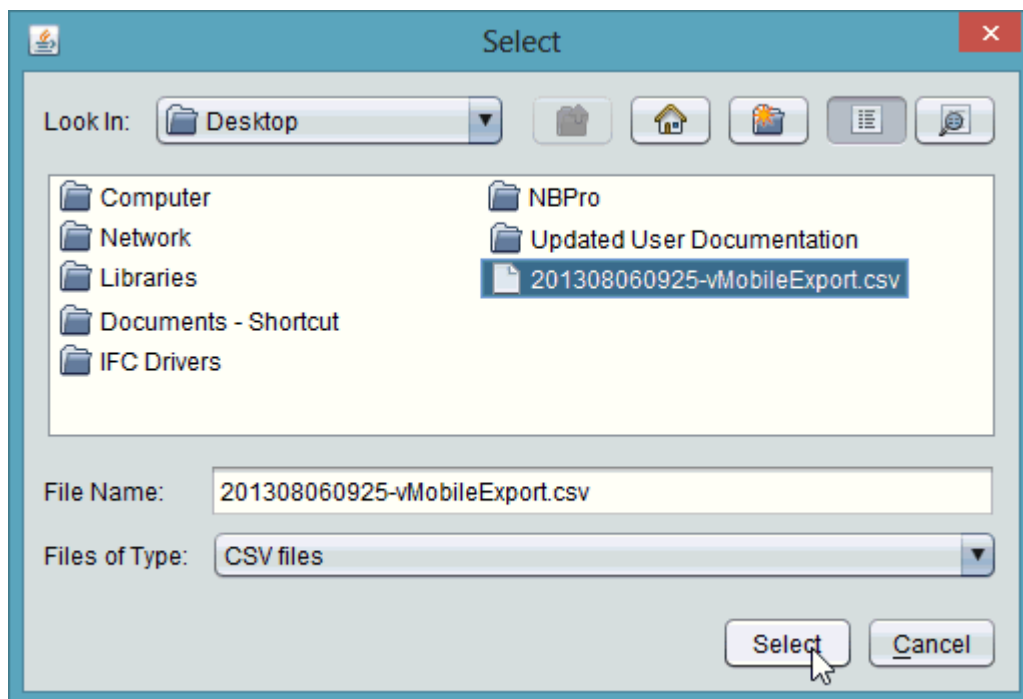 Select
Look In: Desktop
Computer
Network
Libraries
Documents - Shortcut
IFC Drivers
NBPro
Updated User Documentation
201308060925-vMobileExport.csv
File Name: 201308060925-vMobileExport.csv
Files of Type: CSV files
Select Cancel